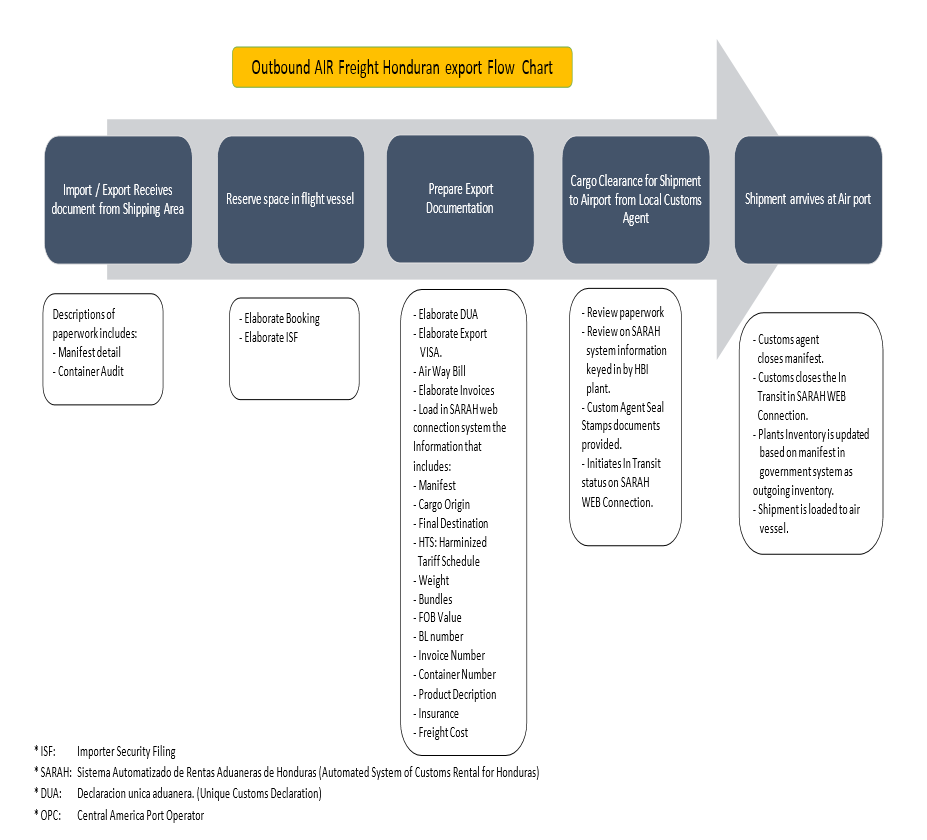 Outbound AIR Freight Honduran export Flow Chart
Import / Export Receives
document from Shipping Area
Reserve space in flight vessel
Prepare Export
Documentation
Cargo Clearance for Shipment
to Airport from Local Customs
Agent
Shipment arrives at Air port
Descriptions of
paperwork includes:
- Manifest detail
- Container Audit
- Elaborate Booking
- Elaborate ISF
- Elaborate DUA
- Elaborate Export
VISA.
- Air Way Bill
- Elaborate Invoices
- Load in SARAH web
connection system the
Information that
includes:
- Manifest
- Cargo Origin
- Final Destination
- HTS: Harminized
Tariff Schedule
- Weight
- Bundles
- FOB Value
- BL number
- Invoice Number
- Container Number
- Product Decription
- Insurance
- Freight Cost
- Review paperwork
- Review on SARAH
system information
keyed in by HBI
plant.
- Custom Agent Seal
Stamps documents
provided.
- Initiates In Transit
status on SARAH
WEB Connection.
- Customs agent
closes manifest.
- Customs closes the In
Transit in SARAH WEB
Connection.
- Plants Inventory is updated
based on manifest in
government system as
outgoing inventory.
- Shipment is loaded to air
vessel.
* ISF: Importer Security Filing
* SARAH: Sistema Automatizado de Rentas Aduaneras de Honduras (Automated System of Customs Rental for Honduras)
* DUA: Declaracion unica aduanera. (Unique Customs Declaration)
* OPC: Central America Port Operator